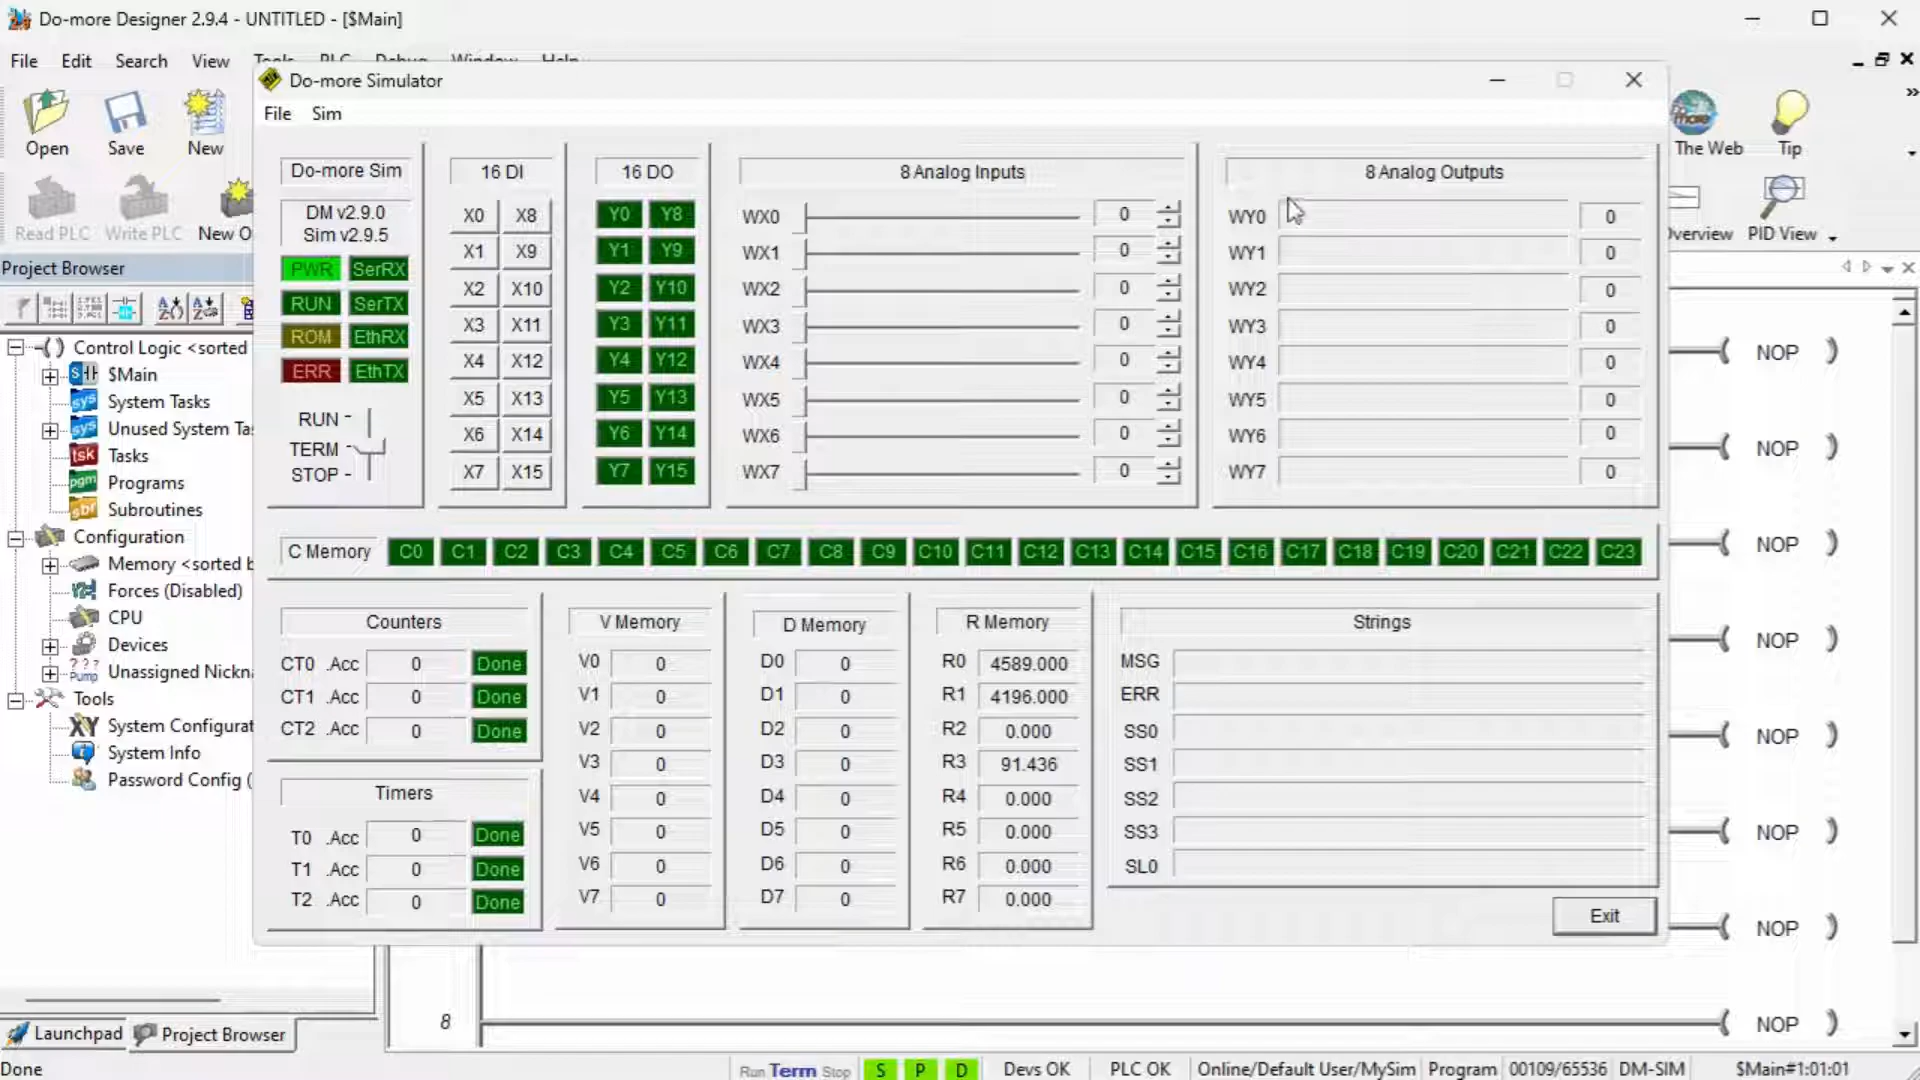 Do-more Designer 2.9.4 - UNTITLED - [$Main]
File Edit Search View Tools PLC Debug Window Help
Do-more Simulator
File Sim
Open Save New
The Web Tip
Read PLC Write PLC
PID View
Project Browser
Do-more Sim
DM v2.9.0
Sim v2.9.5
PWR SerRX
RUN SerTX
ROM EthRX
ERR EthTX
RUN
TERM
STOP
16 DI
X0 X8
X1 X9
X2 X10
X3 X11
X4 X12
X5 X13
X6 X14
X7 X15
16 DO
Y0 Y8
Y1 Y9
Y2 Y10
Y3 Y11
Y4 Y12
Y5 Y13
Y6 Y14
Y7 Y15
8 Analog Inputs
WX0 0
WX1 0
WX2 0
WX3 0
WX4 0
WX5 0
WX6 0
WX7 0
8 Analog Outputs
WY0 0
WY1 0
WY2 0
WY3 0
WY4 0
WY5 0
WY6 0
WY7 0
C Memory C0 C1 C2 C3 C4 C5 C6 C7 C8 C9 C10 C11 C12 C13 C14 C15 C16 C17 C18 C19 C20 C21 C22 C23
Counters
CT0 .Acc 0 Done
CT1 .Acc 0 Done
CT2 .Acc 0 Done
Timers
T0 .Acc 0 Done
T1 .Acc 0 Done
T2 .Acc 0 Done
V Memory
V0 0
V1 0
V2 0
V3 0
V4 0
V5 0
V6 0
V7 0
D Memory
D0 0
D1 0
D2 0
D3 0
D4 0
D5 0
D6 0
D7 0
R Memory
R0 4589.000
R1 4196.000
R2 0.000
R3 91.436
R4 0.000
R5 0.000
R6 0.000
R7 0.000
Strings
MSG
ERR
SS0
SS1
SS2
SS3
SL0
Exit
Control Logic <sorted
$Main
System Tasks
Unused System Ta
Tasks
Programs
Subroutines
Configuration
Memory <sorted b
Forces (Disabled)
CPU
Devices
Unassigned Nickn
Tools
System Configurat
System Info
Password Config (
NOP
NOP
NOP
NOP
NOP
NOP
NOP
8 NOP
Launchpad Project Browser
Done Run Term Stop S P D Devs OK PLC OK Online/Default User/MySim Program 00109/65536 DM-SIM $Main#1:01:01